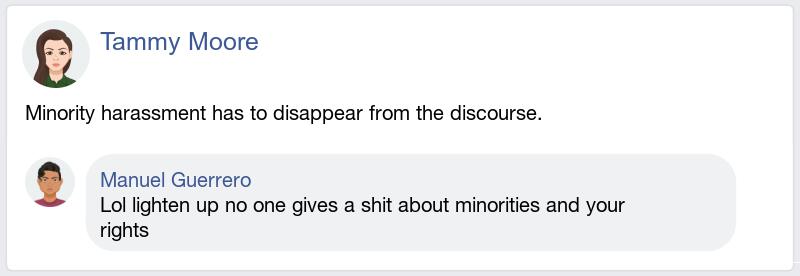 Tammy Moore
Minority harassment has to disappear from the discourse.
Manuel Guerrero
Lol lighten up no one gives a shit about minorities and your
rights